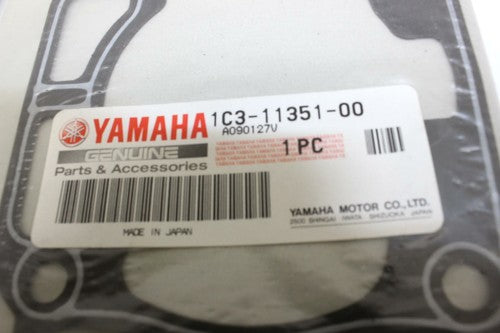 YAMAHA 1C3-11351-00
A090127V
GENUINE
Parts & Accessories
1 PC
MADE IN JAPAN
YAMAHA MOTOR CO.,LTD.
2500 SHINGAI IWATA SHIZUOKA JAPAN